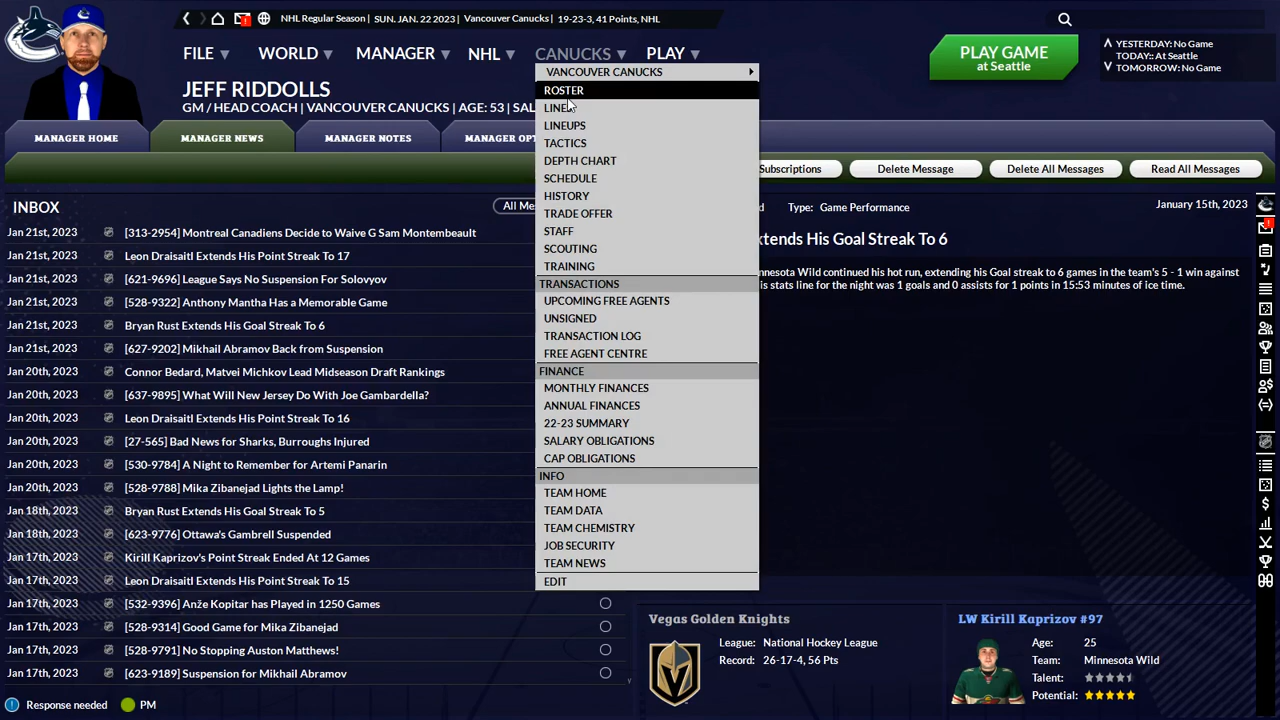 NHL Regular Season | SUN. JAN. 22 2023 | Vancouver Canucks | 19-23-3, 41 Points, NHL
FILE WORLD MANAGER NHL CANUCKS PLAY
PLAY GAME
at Seattle
YESTERDAY: No Game
TODAY:: At Seattle
TOMORROW: No Game
JEFF RIDDOLLS
GM / HEAD COACH | VANCOUVER CANUCKS | AGE: 53 | SAL
MANAGER HOME MANAGER NEWS MANAGER NOTES MANAGER OPT
Subscriptions Delete Message Delete All Messages Read All Messages
VANCOUVER CANUCKS
ROSTER
LINES
LINEUPS
TACTICS
DEPTH CHART
SCHEDULE
HISTORY
TRADE OFFER
STAFF
SCOUTING
TRAINING
TRANSACTIONS
UPCOMING FREE AGENTS
UNSIGNED
TRANSACTION LOG
FREE AGENT CENTRE
FINANCE
MONTHLY FINANCES
ANNUAL FINANCES
22-23 SUMMARY
SALARY OBLIGATIONS
CAP OBLIGATIONS
INFO
TEAM HOME
TEAM DATA
TEAM CHEMISTRY
JOB SECURITY
TEAM NEWS
EDIT
INBOX All Me
Jan 21st, 2023 [313-2954] Montreal Canadiens Decide to Waive G Sam Montembeault
Jan 21st, 2023 Leon Draisaitl Extends His Point Streak To 17
Jan 21st, 2023 [621-9696] League Says No Suspension For Solovyov
Jan 21st, 2023 [528-9322] Anthony Mantha Has a Memorable Game
Jan 21st, 2023 Bryan Rust Extends His Goal Streak To 6
Jan 21st, 2023 [627-9202] Mikhail Abramov Back from Suspension
Jan 20th, 2023 Connor Bedard, Matvei Michkov Lead Midseason Draft Rankings
Jan 20th, 2023 [637-9895] What Will New Jersey Do With Joe Gambardella?
Jan 20th, 2023 Leon Draisaitl Extends His Point Streak To 16
Jan 20th, 2023 [27-565] Bad News for Sharks, Burroughs Injured
Jan 20th, 2023 [530-9784] A Night to Remember for Artemi Panarin
Jan 20th, 2023 [528-9788] Mika Zibanejad Lights the Lamp!
Jan 18th, 2023 Bryan Rust Extends His Goal Streak To 5
Jan 18th, 2023 [623-9776] Ottawa's Gambrell Suspended
Jan 17th, 2023 Kirill Kaprizov's Point Streak Ended At 12 Games
Jan 17th, 2023 Leon Draisaitl Extends His Point Streak To 15
Jan 17th, 2023 [532-9396] Anže Kopitar has Played in 1250 Games
Jan 17th, 2023 [528-9314] Good Game for Mika Zibanejad
Jan 17th, 2023 [528-9791] No Stopping Auston Matthews!
Jan 17th, 2023 [623-9189] Suspension for Mikhail Abramov
Response needed PM
d Type: Game Performance January 15th, 2023
xtends His Goal Streak To 6
nnesota Wild continued his hot run, extending his Goal streak to 6 games in the team's 5 - 1 win against
is stats line for the night was 1 goals and 0 assists for 1 points in 15:53 minutes of ice time.
Vegas Golden Knights
League: National Hockey League
Record: 26-17-4, 56 Pts
LW Kirill Kaprizov #97
Age: 25
Team: Minnesota Wild
Talent:
Potential: